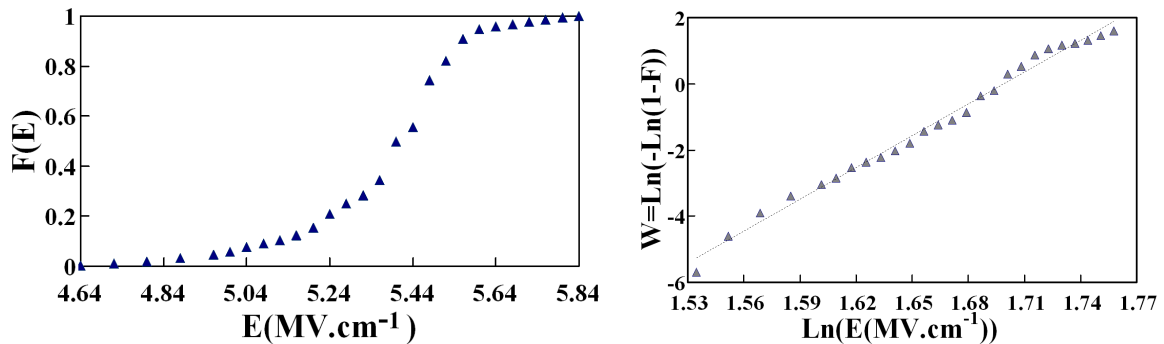 1
0.8
0.6
0.4
0.2
0
F(E)
4.64 4.84 5.04 5.24 5.44 5.64 5.84
E(MV.cm-1)
2
0
-2
-4
-6
W=Ln(-Ln(1-F))
1.53 1.56 1.59 1.62 1.65 1.68 1.71 1.74 1.77
Ln(E(MV.cm-1))